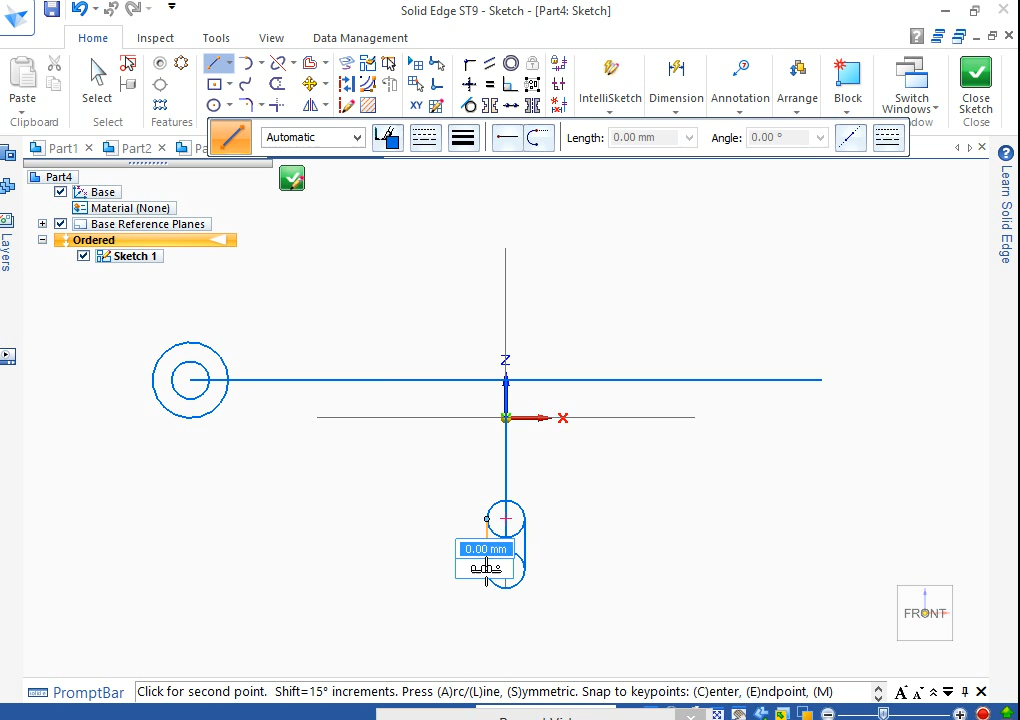 Solid Edge ST9 - Sketch - [Part4: Sketch]
Home Inspect Tools View Data Management
Paste
Clipboard
Select
Select
Features
IntelliSketch
Dimension
Annotation
Arrange
Block
Switch
Windows
Close
Sketch
Close
Automatic
Length: 0.00 mm
Angle: 0.00 °
Part1
Part2
Part4
Base
Material (None)
Base Reference Planes
Ordered
Sketch 1
Layers
Learn Solid Edge
Z
X
0.00 mm
FRONT
PromptBar
Click for second point. Shift=15° increments. Press (A)rc/(L)ine, (S)ymmetric. Snap to keypoints: (C)enter, (E)ndpoint, (M)